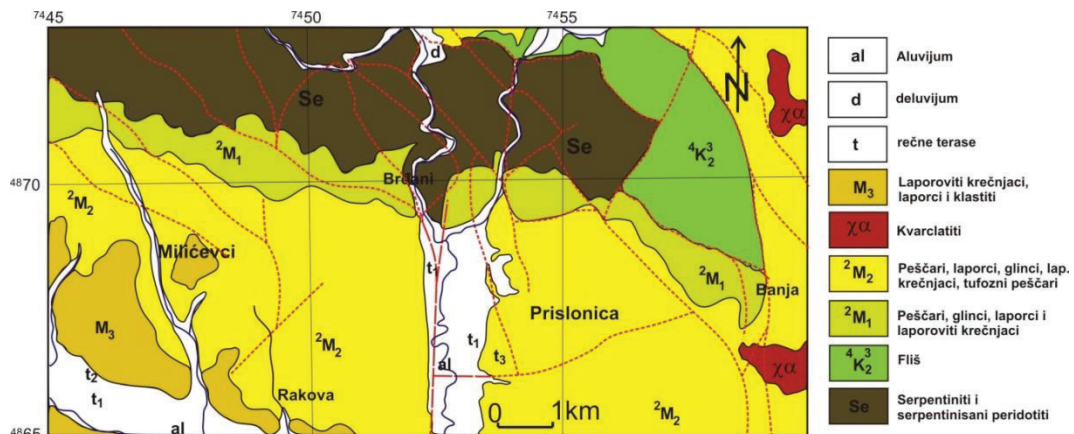 7445
7450
7455
d
N
χα
Se
²M₁
Se
⁴K₂³
4870
Brđani
²M₂
Milićevci
t₁
²M₁
Banja
Prislonica
M₃
²M₂
t₁
t₃
al
χα
t₂
t₁
Rakova
0 1km
²M₂
4865
al
al Aluvijum
d deluvijum
t rečne terase
M₃ Laporoviti krečnjaci,
laporci i klastiti
χα Kvarclatiti
²M₂ Peščari, laporci, glinci, lap.
krečnjaci, tufozni peščari
²M₁ Peščari, glinci, laporci i
laporoviti krečnjaci
⁴K₂³ Fliš
Se Serpentiniti i
serpentinisani peridotiti